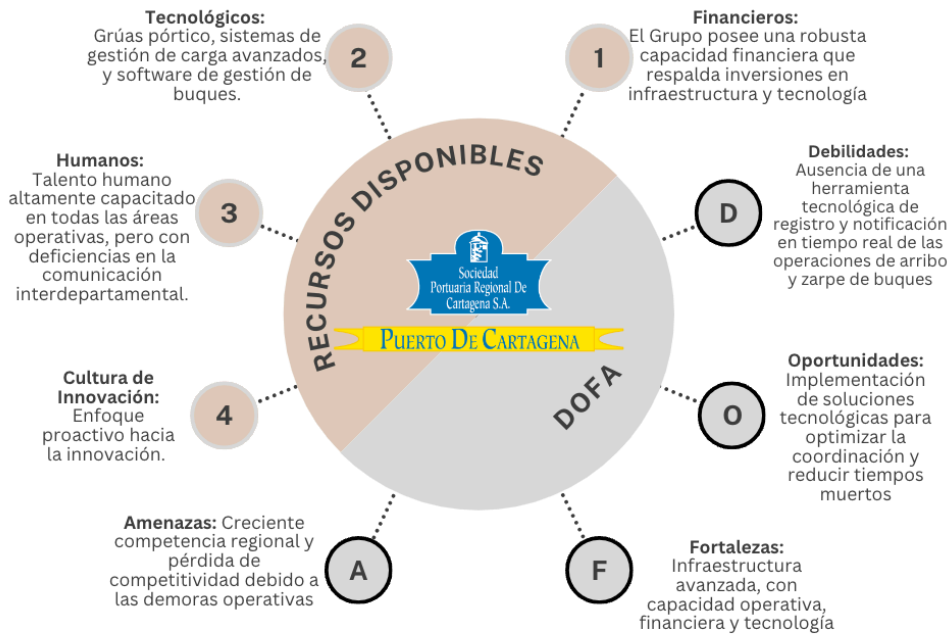 Tecnológicos:
Grúas pórtico, sistemas de
gestión de carga avanzados,
y software de gestión de
buques.
2
Financieros:
El Grupo posee una robusta
capacidad financiera que
respalda inversiones en
infraestructura y tecnología
1
Humanos:
Talento humano
altamente capacitado
en todas las áreas
operativas, pero con
deficiencias en la
comunicación
interdepartamental.
3
Debilidades:
Ausencia de una
herramienta
tecnológica de
registro y notificación
en tiempo real de las
operaciones de arribo
y zarpe de buques
D
RECURSOS DISPONIBLES
Sociedad
Portuaria Regional De
Cartagena S.A.
PUERTO DE CARTAGENA
DOFA
Cultura de
Innovación:
Enfoque
proactivo hacia
la innovación.
4
Oportunidades:
Implementación
de soluciones
tecnológicas para
optimizar la
coordinación y
reducir tiempos
muertos
O
Amenazas: Creciente
competencia regional y
pérdida de
competitividad debido a
las demoras operativas
A
Fortalezas:
Infraestructura
avanzada, con
capacidad operativa,
financiera y tecnología
F